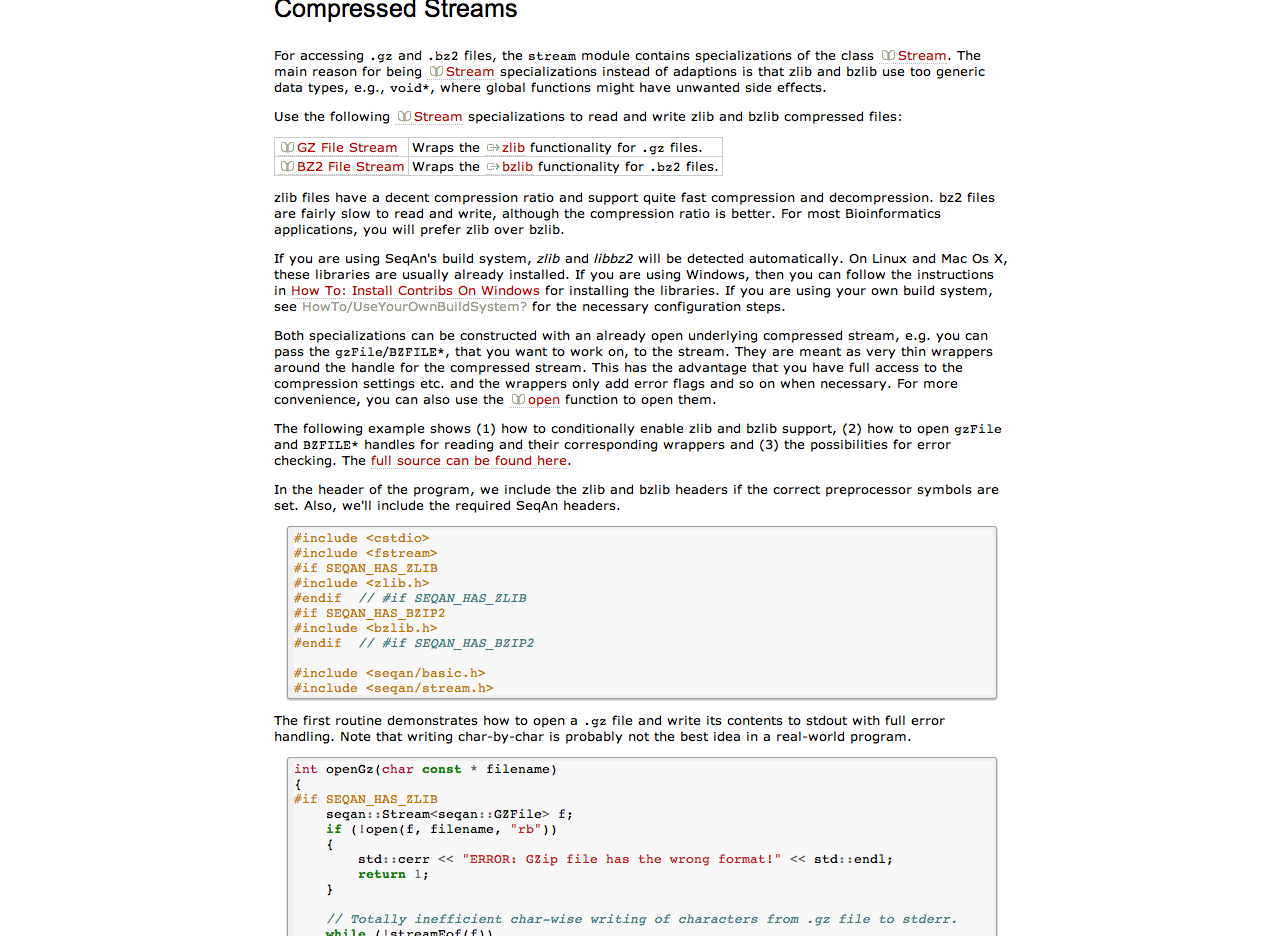 Compressed Streams
For accessing .gz and .bz2 files, the stream module contains specializations of the class Stream. The
main reason for being Stream specializations instead of adaptions is that zlib and bzlib use too generic
data types, e.g., void*, where global functions might have unwanted side effects.
Use the following Stream specializations to read and write zlib and bzlib compressed files:
GZ File Stream Wraps the zlib functionality for .gz files.
BZ2 File Stream Wraps the bzlib functionality for .bz2 files.
zlib files have a decent compression ratio and support quite fast compression and decompression. bz2 files
are fairly slow to read and write, although the compression ratio is better. For most Bioinformatics
applications, you will prefer zlib over bzlib.
If you are using SeqAn's build system, zlib and libbz2 will be detected automatically. On Linux and Mac Os X,
these libraries are usually already installed. If you are using Windows, then you can follow the instructions
in How To: Install Contribs On Windows for installing the libraries. If you are using your own build system,
see HowTo/UseYourOwnBuildSystem? for the necessary configuration steps.
Both specializations can be constructed with an already open underlying compressed stream, e.g. you can
pass the gzFile/BZFILE*, that you want to work on, to the stream. They are meant as very thin wrappers
around the handle for the compressed stream. This has the advantage that you have full access to the
compression settings etc. and the wrappers only add error flags and so on when necessary. For more
convenience, you can also use the open function to open them.
The following example shows (1) how to conditionally enable zlib and bzlib support, (2) how to open gzFile
and BZFILE* handles for reading and their corresponding wrappers and (3) the possibilities for error
checking. The full source can be found here.
In the header of the program, we include the zlib and bzlib headers if the correct preprocessor symbols are
set. Also, we'll include the required SeqAn headers.
#include <cstdio>
#include <fstream>
#if SEQAN_HAS_ZLIB
#include <zlib.h>
#endif  // #if SEQAN_HAS_ZLIB
#if SEQAN_HAS_BZIP2
#include <bzlib.h>
#endif  // #if SEQAN_HAS_BZIP2
#include <seqan/basic.h>
#include <seqan/stream.h>
The first routine demonstrates how to open a .gz file and write its contents to stdout with full error
handling. Note that writing char-by-char is probably not the best idea in a real-world program.
int openGz(char const * filename)
{
#if SEQAN_HAS_ZLIB
    seqan::Stream<seqan::GZFile> f;
    if (!open(f, filename, "rb"))
    {
        std::cerr << "ERROR: GZip file has the wrong format!" << std::endl;
        return 1;
    }
    // Totally inefficient char-wise writing of characters from .gz file to stderr.
    while (!streamEof(f))